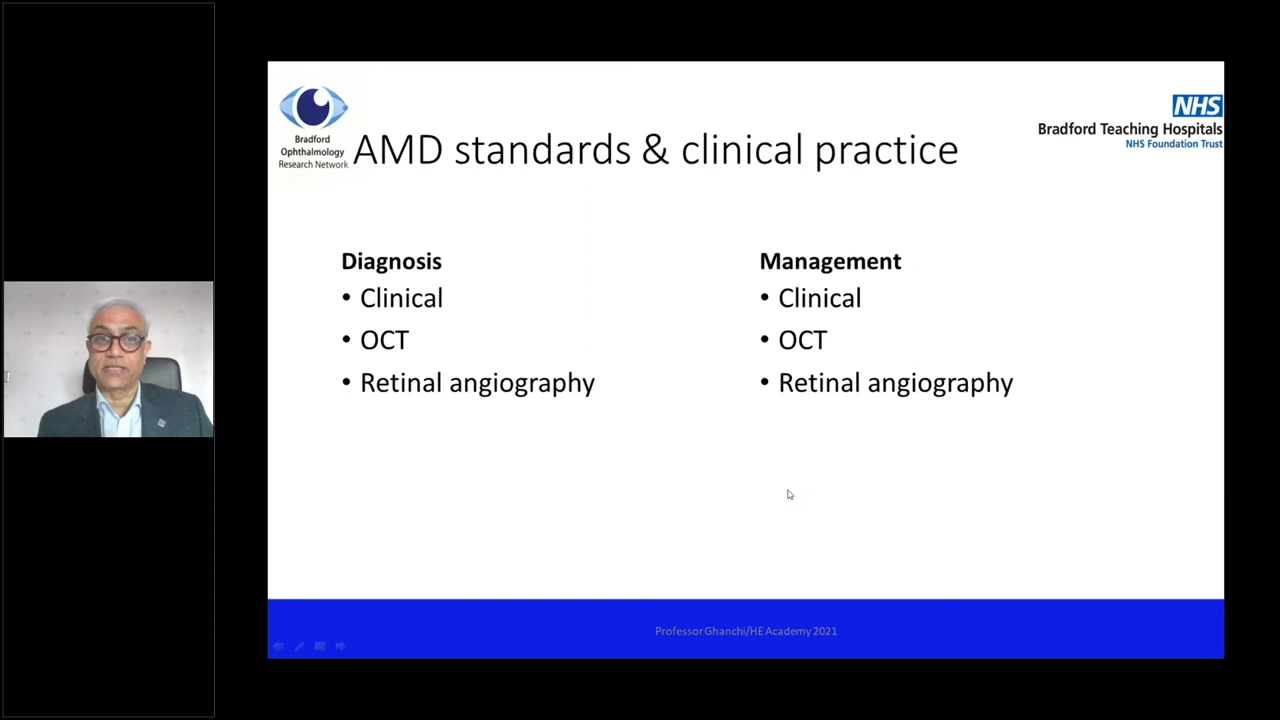 Bradford
Ophthalmology
Research Network
NHS
Bradford Teaching Hospitals
NHS Foundation Trust
AMD standards & clinical practice
Diagnosis
• Clinical
• OCT
• Retinal angiography
Management
• Clinical
• OCT
• Retinal angiography
Professor Ghanchi/HE Academy 2021